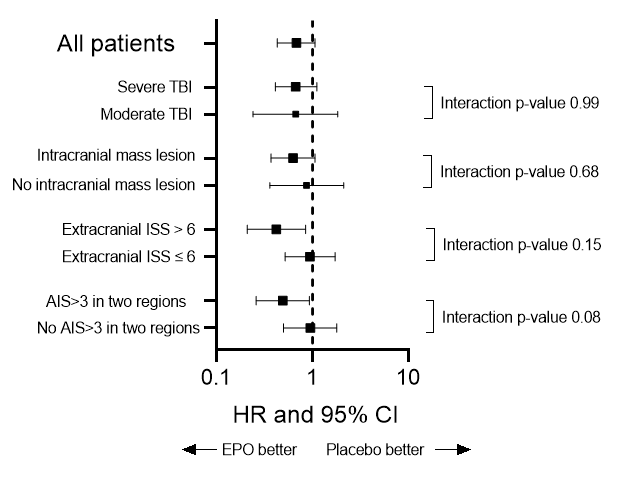 All patients
Severe TBI
Moderate TBI
Interaction p-value 0.99
Intracranial mass lesion
No intracranial mass lesion
Interaction p-value 0.68
Extracranial ISS > 6
Extracranial ISS ≤ 6
Interaction p-value 0.15
AIS>3 in two regions
No AIS>3 in two regions
Interaction p-value 0.08
0.1 1 10
HR and 95% CI
EPO better Placebo better